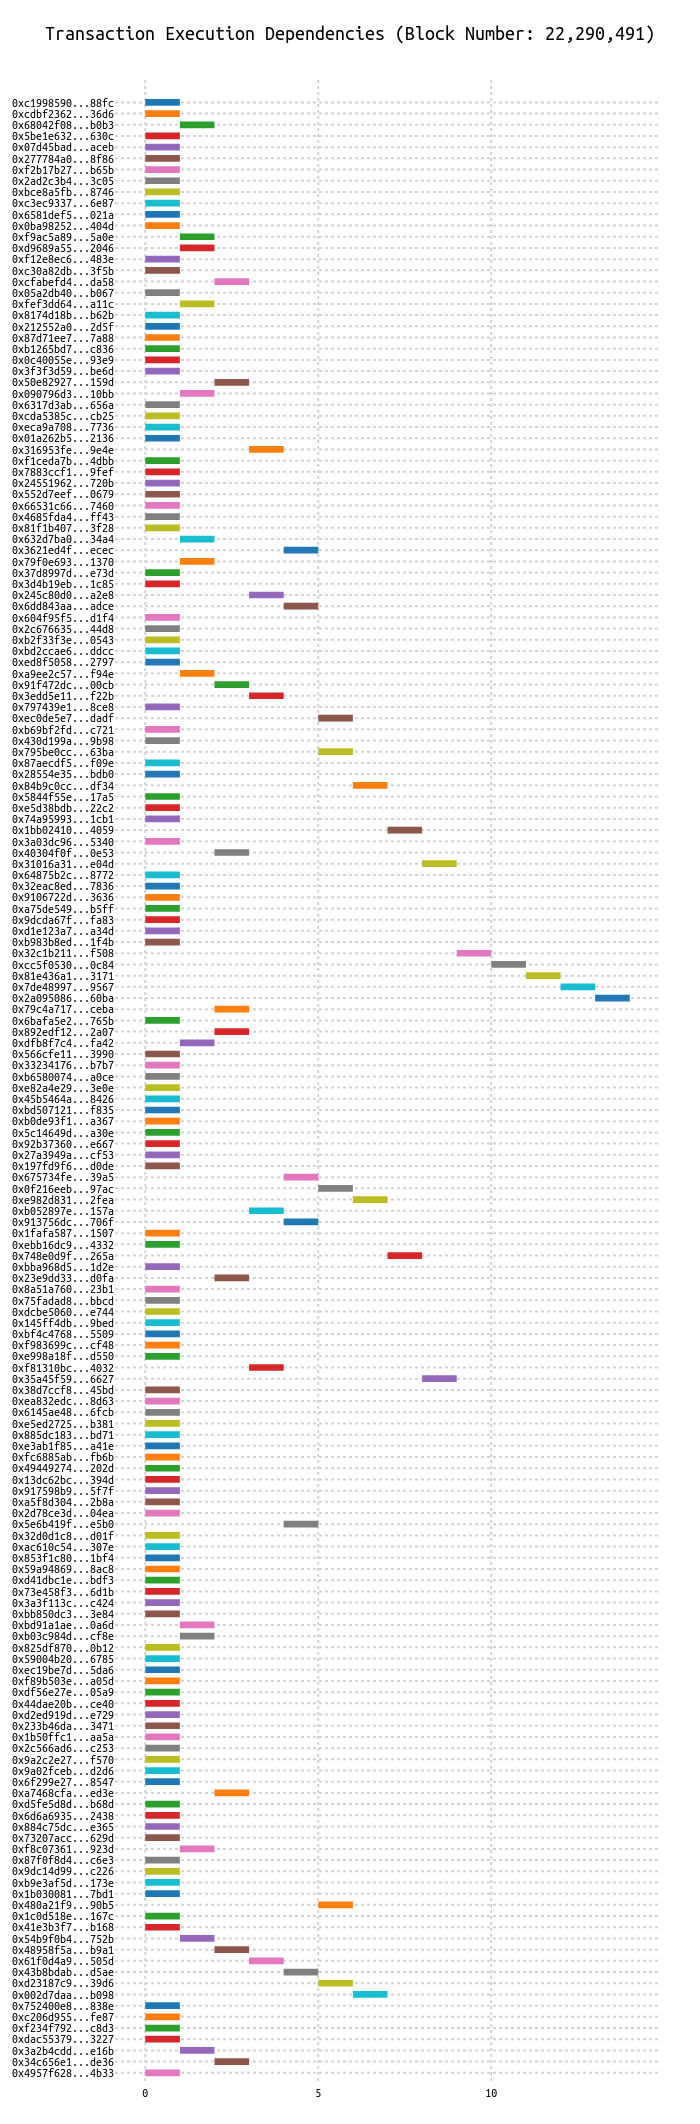 Transaction Execution Dependencies (Block Number: 22,290,491)
0xc1998590...88fc
0xcdbf2362...36d6
0x68042f08...b0b3
0x5be1e632...630c
0x07d45bad...aceb
0x277784a0...8f86
0xf2b17b27...b65b
0x2ad2c3b4...3c05
0xbce8a5fb...8746
0xc3ec9337...6e87
0x6581def5...021a
0x0ba98252...404d
0xf9ac5a89...5a0e
0xd9689a55...2046
0xf12e8ec6...483e
0xc30a82db...3f5b
0xcfabefd4...da58
0x05a2db40...b067
0xfef3dd64...a11c
0x8174d18b...b62b
0x212552a0...2d5f
0x87d71ee7...7a88
0xb1265bd7...c836
0x0c40055e...93e9
0x3f3f3d59...be6d
0x50e82927...159d
0x090796d3...10bb
0x6317d3ab...656a
0xcda5385c...cb25
0xeca9a708...7736
0x01a262b5...2136
0x316953fe...9e4e
0xf1ceda7b...4dbb
0x7883ccf1...9fef
0x24551962...720b
0x552d7eef...0679
0x66531c66...7460
0x4685fda4...ff43
0x81f1b407...3f28
0x632d7ba0...34a4
0x3621ed4f...ecec
0x79f0e693...1370
0x37d8997d...e73d
0x3d4b19eb...1c85
0x245c80d0...a2e8
0x6dd843aa...adce
0x604f95f5...d1f4
0x2c676635...44d8
0xb2f33f3e...0543
0xbd2ccae6...ddcc
0xed8f5058...2797
0xa9ee2c57...f94e
0x91f472dc...00cb
0x3edd5e11...f22b
0x797439e1...8ce8
0xec0de5e7...dadf
0xb69bf2fd...c721
0x430d199a...9b98
0x795be0cc...63ba
0x87aecdf5...f09e
0x28554e35...bdb0
0x84b9c0cc...df34
0x5844f55e...17a5
0xe5d38bdb...22c2
0x74a95993...1cb1
0x1bb02410...4059
0x3a03dc96...5340
0x40304f0f...0e53
0x31016a31...e04d
0x64875b2c...8772
0x32eac8ed...7836
0x9106722d...3636
0xa75de549...b5ff
0x9dcda67f...fa83
0xd1e123a7...a34d
0xb983b8ed...1f4b
0x32c1b211...f508
0xcc5f0530...0c84
0x81e436a1...3171
0x7de48997...9567
0x2a095086...60ba
0x79c4a717...ceba
0x6bafa5e2...765b
0x892edf12...2a07
0xdfb8f7c4...fa42
0x566cfe11...3990
0x33234176...b7b7
0xb6580074...a0ce
0xe82a4e29...3e0e
0x45b5464a...8426
0xbd507121...f835
0xb0de93f1...a367
0x5c14649d...a30e
0x92b37360...e667
0x27a3949a...cf53
0x197fd9f6...d0de
0x675734fe...39a5
0x0f216eeb...97ac
0xe982d831...2fea
0xb052897e...157a
0x913756dc...706f
0x1fafa587...1507
0xebb16dc9...4332
0x748e0d9f...265a
0xbba968d5...1d2e
0x23e9dd33...d0fa
0x8a51a760...23b1
0x75fadad8...bbcd
0xdcbe5060...e744
0x145ff4db...9bed
0xbf4c4768...5509
0xf983699c...cf48
0xe998a18f...d550
0xf81310bc...4032
0x35a45f59...6627
0x38d7ccf8...45bd
0xea832edc...8d63
0x6145ae48...6fcb
0xe5ed2725...b381
0x885dc183...bd71
0xe3ab1f85...a41e
0xfc6885ab...fb6b
0x49449274...202d
0x13dc62bc...394d
0x917598b9...5f7f
0xa5f8d304...2b8a
0x2d78ce3d...04ea
0x5e6b419f...e5b0
0x32d0d1c8...d01f
0xac610c54...307e
0x853f1c80...1bf4
0x59a94869...8ac8
0xd41dbc1e...bdf3
0x73e458f3...6d1b
0x3a3f113c...c424
0xbb850dc3...3e84
0xbd91a1ae...0a6d
0xb03c984d...cf8e
0x825df870...0b12
0x59004b20...6785
0xec19be7d...5da6
0xf89b503e...a05d
0xdf56e27e...05a9
0x44dae20b...ce40
0xd2ed919d...e729
0x233b46da...3471
0x1b50ffc1...aa5a
0x2c566ad6...c253
0x9a2c2e27...f570
0x9a02fceb...d2d6
0x6f299e27...8547
0xa7468cfa...ed3e
0xd5fe5d8d...b68d
0x6d6a6935...2438
0x884c75dc...e365
0x73207acc...629d
0xf8c07361...923d
0x87f0f8d4...c6e3
0x9dc14d99...c226
0xb9e3af5d...173e
0x1b030081...7bd1
0x480a21f9...90b5
0x1c0d518e...167c
0x41e3b3f7...b168
0x54b9f0b4...752b
0x48958f5a...b9a1
0x61f0d4a9...505d
0x43b8bdab...d5ae
0xd23187c9...39d6
0x002d7daa...b098
0x752400e8...838e
0xc206d955...fe87
0xf234f792...c8d3
0xdac55379...3227
0x3a2b4cdd...e16b
0x34c656e1...de36
0x4957f628...4b33
0 5 10